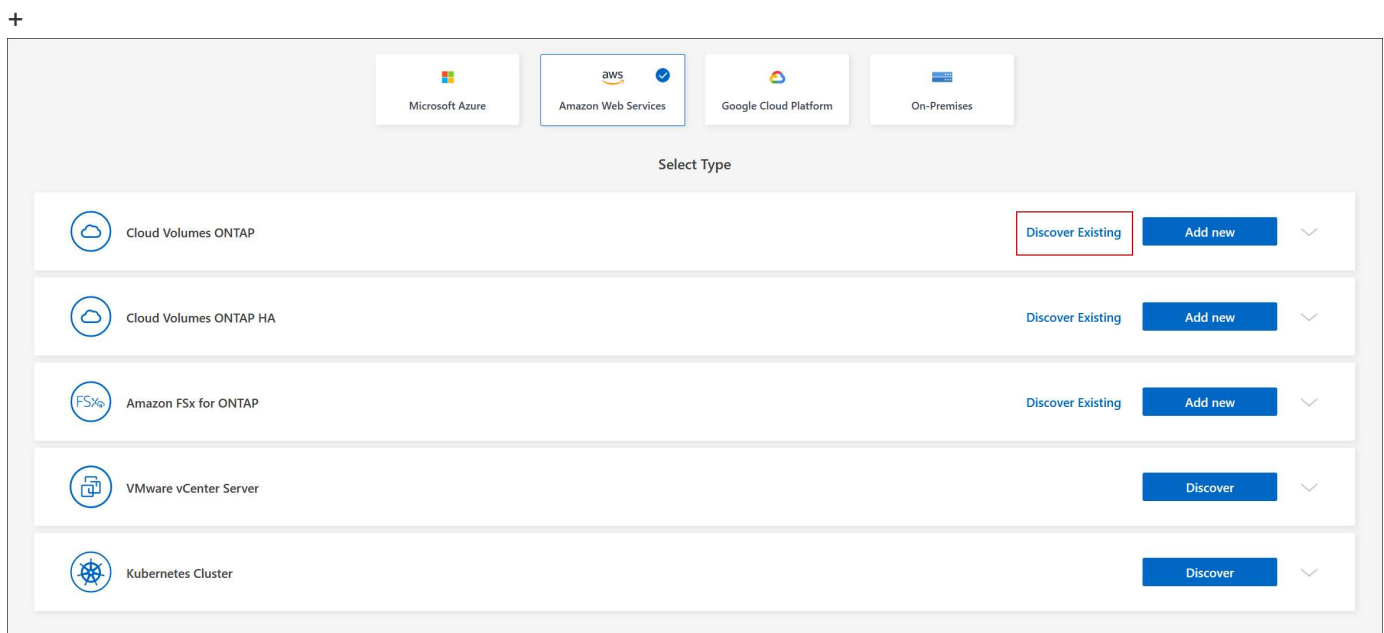 +
aws
Microsoft Azure
Amazon Web Services
Google Cloud Platform
On-Premises
Select Type
Cloud Volumes ONTAP
Discover Existing
Add new
Cloud Volumes ONTAP HA
Discover Existing
Add new
FSx
Amazon FSx for ONTAP
Discover Existing
Add new
VMware vCenter Server
Discover
Kubernetes Cluster
Discover